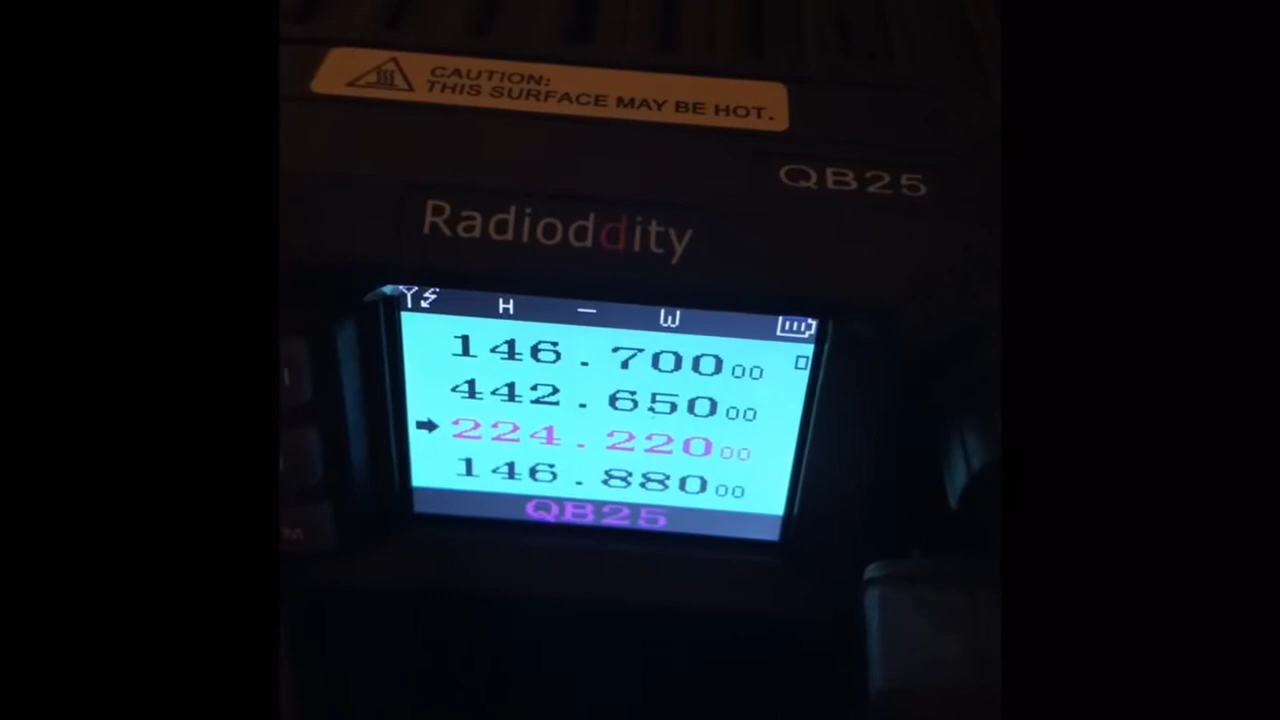 CAUTION:
THIS SURFACE MAY BE HOT.
QB25
Radioddity
H — W
146.70000
442.65000
224.22000
146.88000
QB25
M